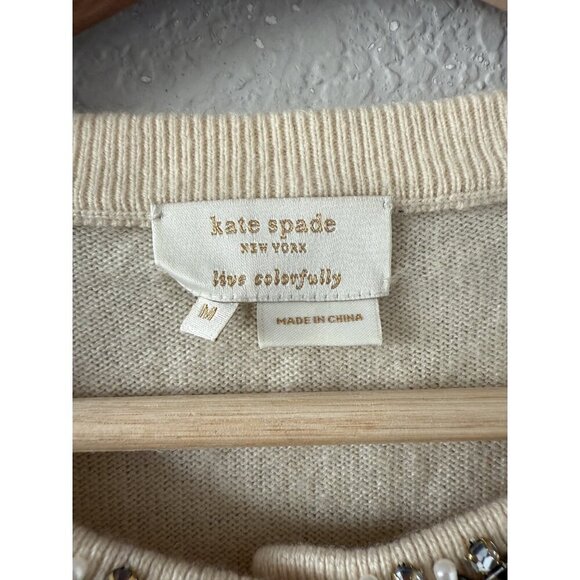 kate spade
NEW YORK
live colorfully
M
MADE IN CHINA